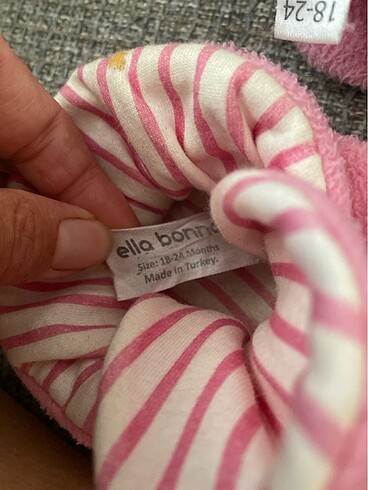 18-24
ella bonna
Size: 18-24 Months
Made in Turkey.